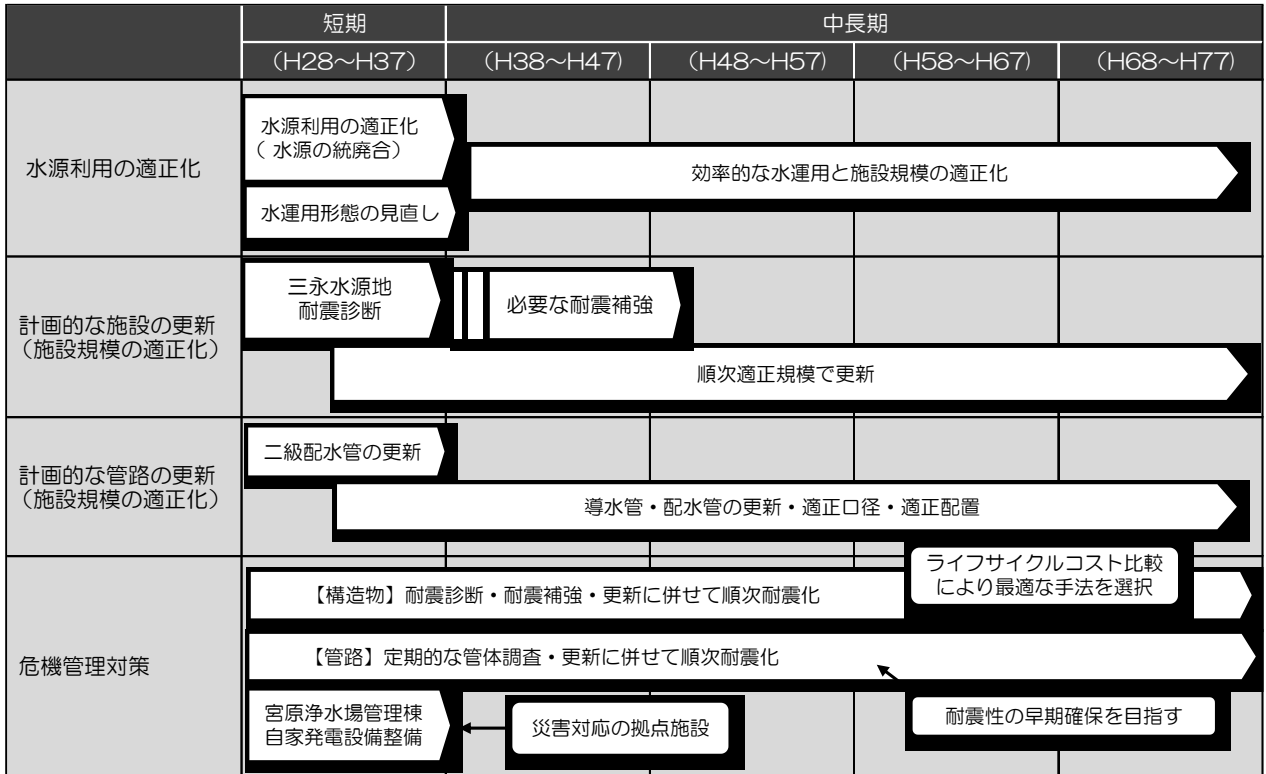 短期
中長期
（H28～H37）
（H38～H47）
（H48～H57）
（H58～H67）
（H68～H77）
水源利用の適正化
水源利用の適正化
（ 水源の統廃合）
水運用形態の見直し
効率的な水運用と施設規模の適正化
計画的な施設の更新
（施設規模の適正化）
三永水源地
耐震診断
必要な耐震補強
順次適正規模で更新
計画的な管路の更新
（施設規模の適正化）
二級配水管の更新
導水管・配水管の更新・適正口径・適正配置
危機管理対策
【構造物】耐震診断・耐震補強・更新に併せて順次耐震化
ライフサイクルコスト比較
により最適な手法を選択
【管路】定期的な管体調査・更新に併せて順次耐震化
宮原浄水場管理棟
自家発電設備整備
災害対応の拠点施設
耐震性の早期確保を目指す